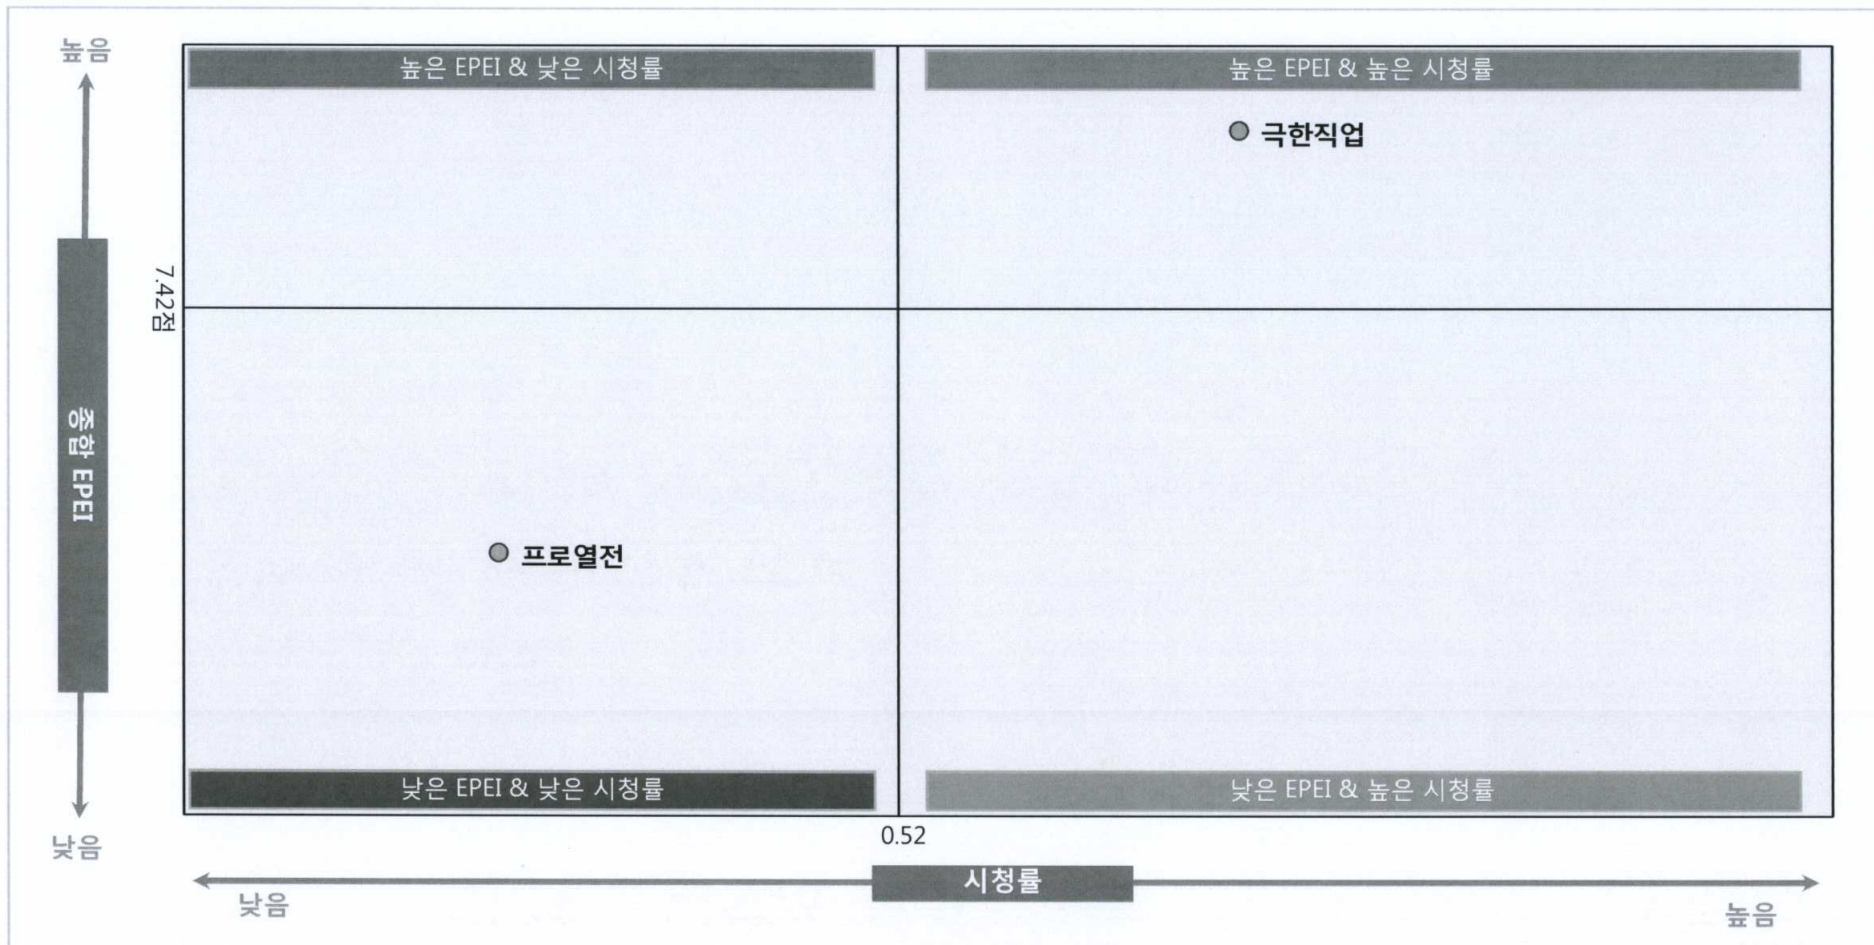 높음
높은 EPEI & 낮은 시청률
높은 EPEI & 높은 시청률
극한직업
7.42점
종합 EPEI
프로열전
낮은 EPEI & 낮은 시청률
낮은 EPEI & 높은 시청률
낮음
0.52
시청률
낮음
높음